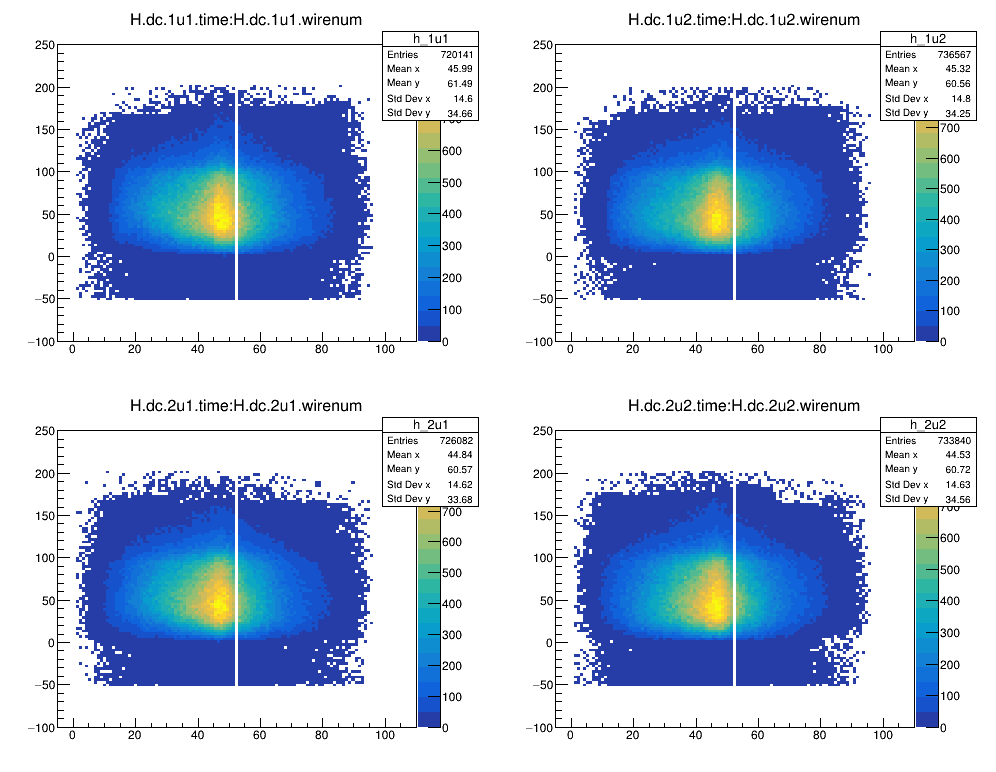 H.dc.1u1.time:H.dc.1u1.wirenum
h_1u1
Entries 720141
Mean x 45.99
Mean y 61.49
Std Dev x 14.6
Std Dev y 34.66
250
200
150
100
50
0
−50
−100
0 20 40 60 80 100
700
600
500
400
300
200
100
0
H.dc.1u2.time:H.dc.1u2.wirenum
h_1u2
Entries 736567
Mean x 45.32
Mean y 60.56
Std Dev x 14.8
Std Dev y 34.25
250
200
150
100
50
0
−50
−100
0 20 40 60 80 100
700
600
500
400
300
200
100
0
H.dc.2u1.time:H.dc.2u1.wirenum
h_2u1
Entries 726082
Mean x 44.84
Mean y 60.57
Std Dev x 14.62
Std Dev y 33.68
250
200
150
100
50
0
−50
−100
0 20 40 60 80 100
700
600
500
400
300
200
100
0
H.dc.2u2.time:H.dc.2u2.wirenum
h_2u2
Entries 733840
Mean x 44.53
Mean y 60.72
Std Dev x 14.63
Std Dev y 34.56
250
200
150
100
50
0
−50
−100
0 20 40 60 80 100
700
600
500
400
300
200
100
0